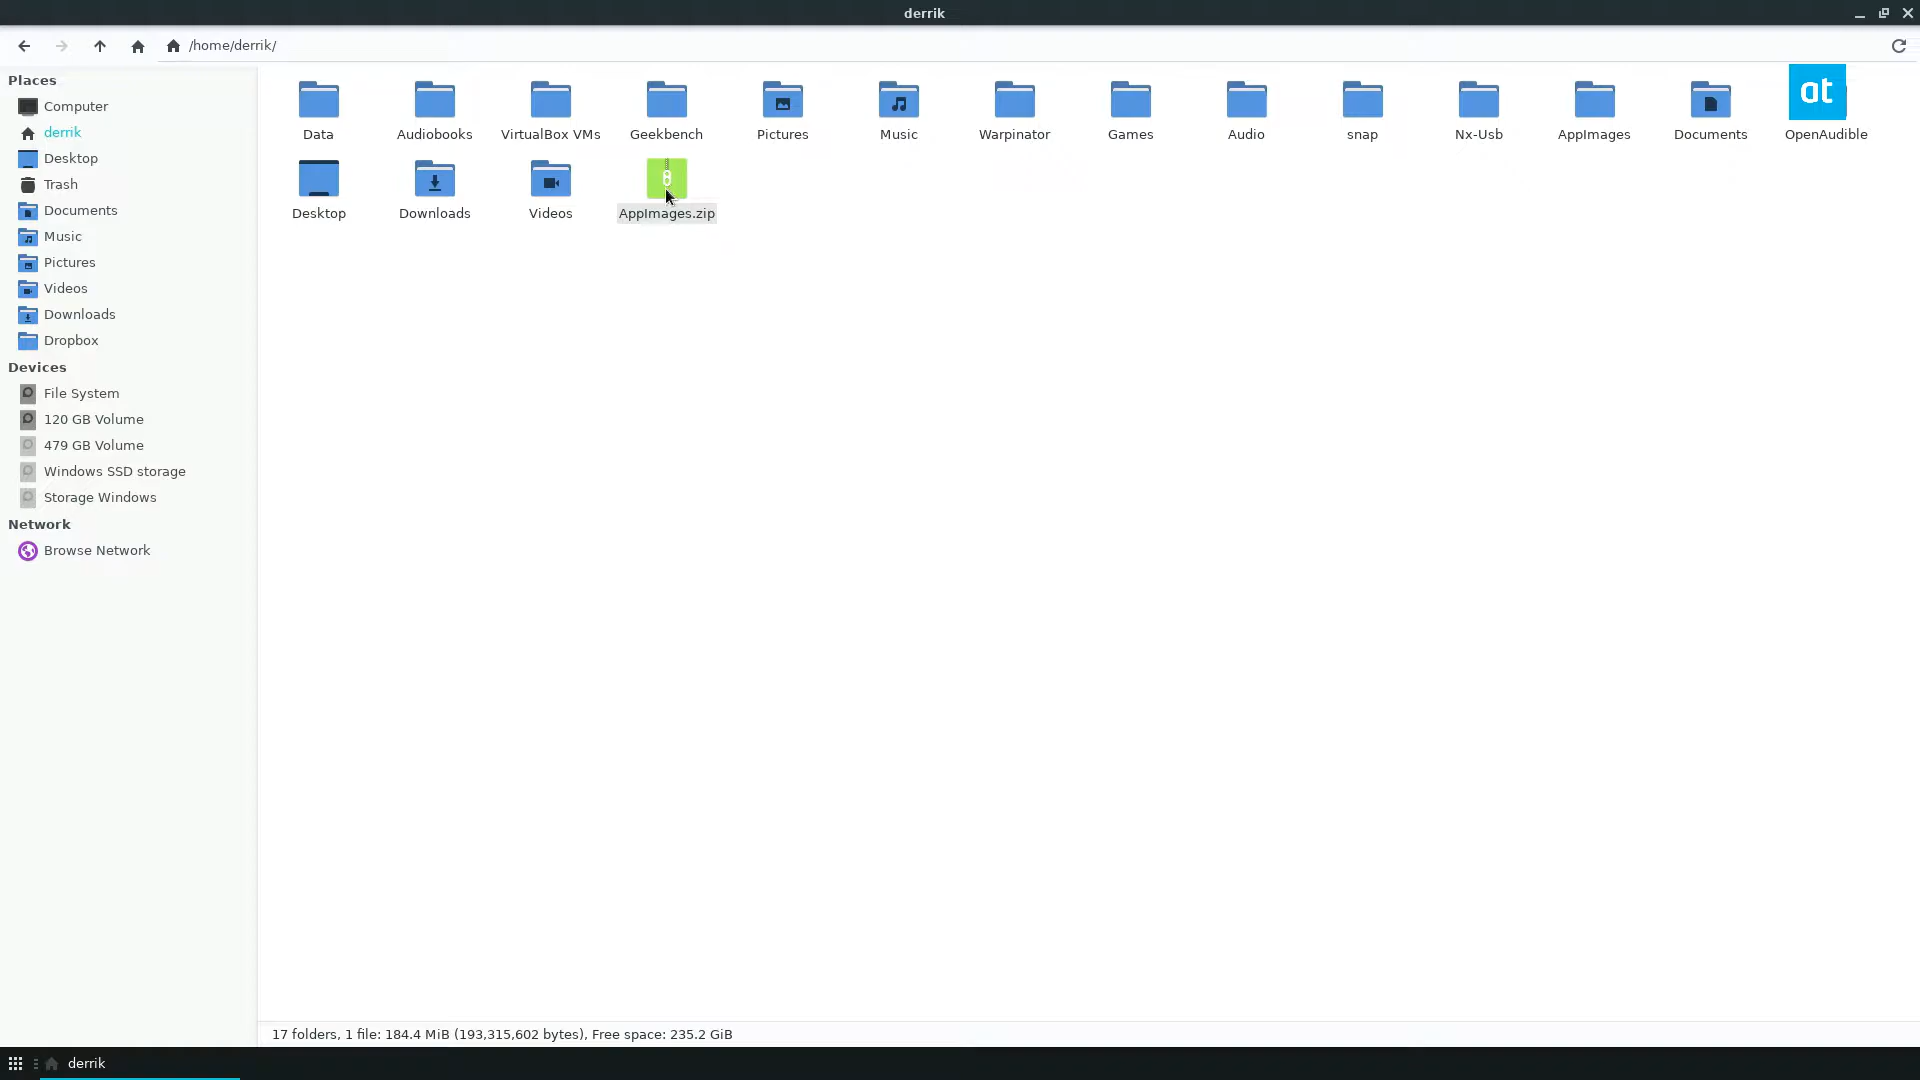 derrik
/home/derrik/
Places
Computer
derrik
Desktop
Trash
Documents
Music
Pictures
Videos
Downloads
Dropbox
Devices
File System
120 GB Volume
479 GB Volume
Windows SSD storage
Storage Windows
Network
Browse Network
Data Audiobooks VirtualBox VMs Geekbench Pictures Music Warpinator Games Audio snap Nx-Usb AppImages Documents OpenAudible
at
Desktop Downloads Videos AppImages.zip
17 folders, 1 file: 184.4 MiB (193,315,602 bytes), Free space: 235.2 GiB
derrik